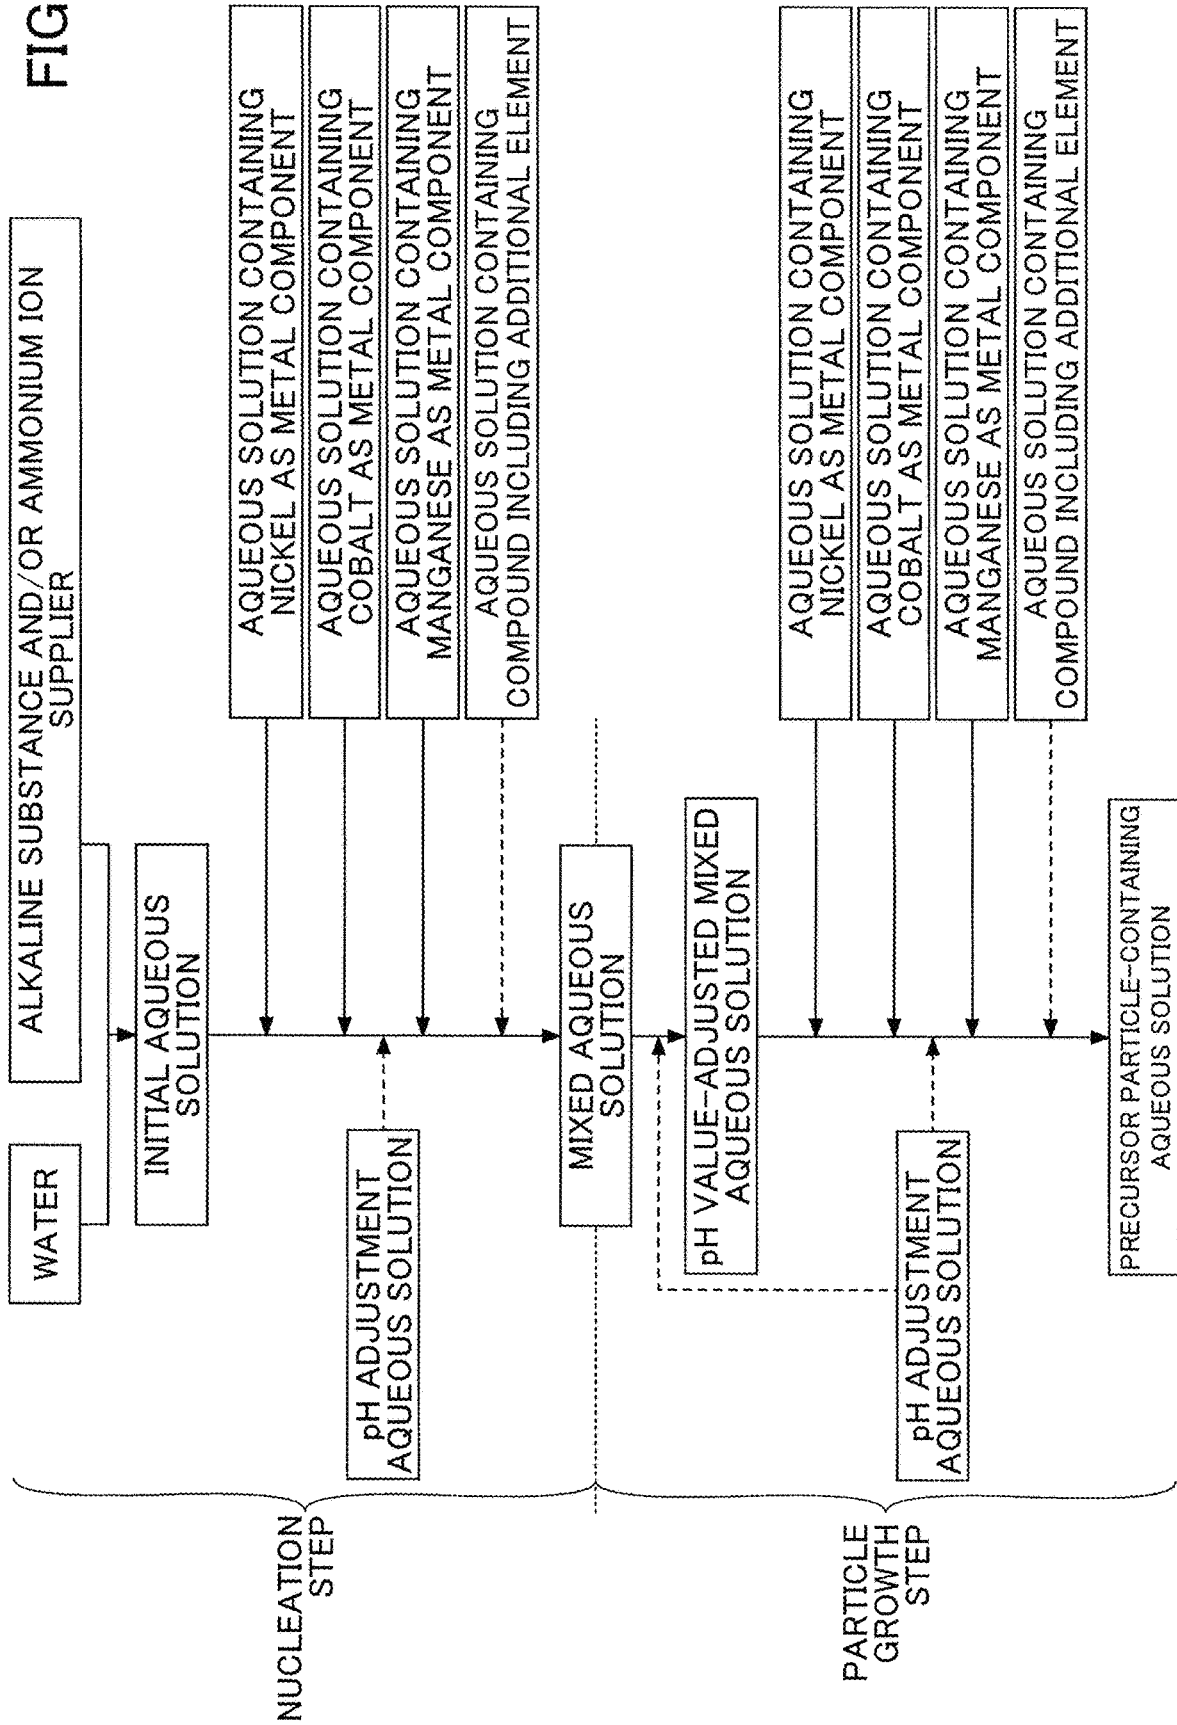 FIG
WATER
ALKALINE SUBSTANCE AND/OR AMMONIUM ION
SUPPLIER
INITIAL AQUEOUS
SOLUTION
AQUEOUS SOLUTION CONTAINING
NICKEL AS METAL COMPONENT
AQUEOUS SOLUTION CONTAINING
COBALT AS METAL COMPONENT
AQUEOUS SOLUTION CONTAINING
MANGANESE AS METAL COMPONENT
AQUEOUS SOLUTION CONTAINING
COMPOUND INCLUDING ADDITIONAL ELEMENT
NUCLEATION
STEP
pH ADJUSTMENT
AQUEOUS SOLUTION
MIXED AQUEOUS
SOLUTION
pH VALUE-ADJUSTED MIXED
AQUEOUS SOLUTION
AQUEOUS SOLUTION CONTAINING
NICKEL AS METAL COMPONENT
AQUEOUS SOLUTION CONTAINING
COBALT AS METAL COMPONENT
AQUEOUS SOLUTION CONTAINING
MANGANESE AS METAL COMPONENT
AQUEOUS SOLUTION CONTAINING
COMPOUND INCLUDING ADDITIONAL ELEMENT
PARTICLE
GROWTH
STEP
pH ADJUSTMENT
AQUEOUS SOLUTION
PRECURSOR PARTICLE-CONTAINING
AQUEOUS SOLUTION